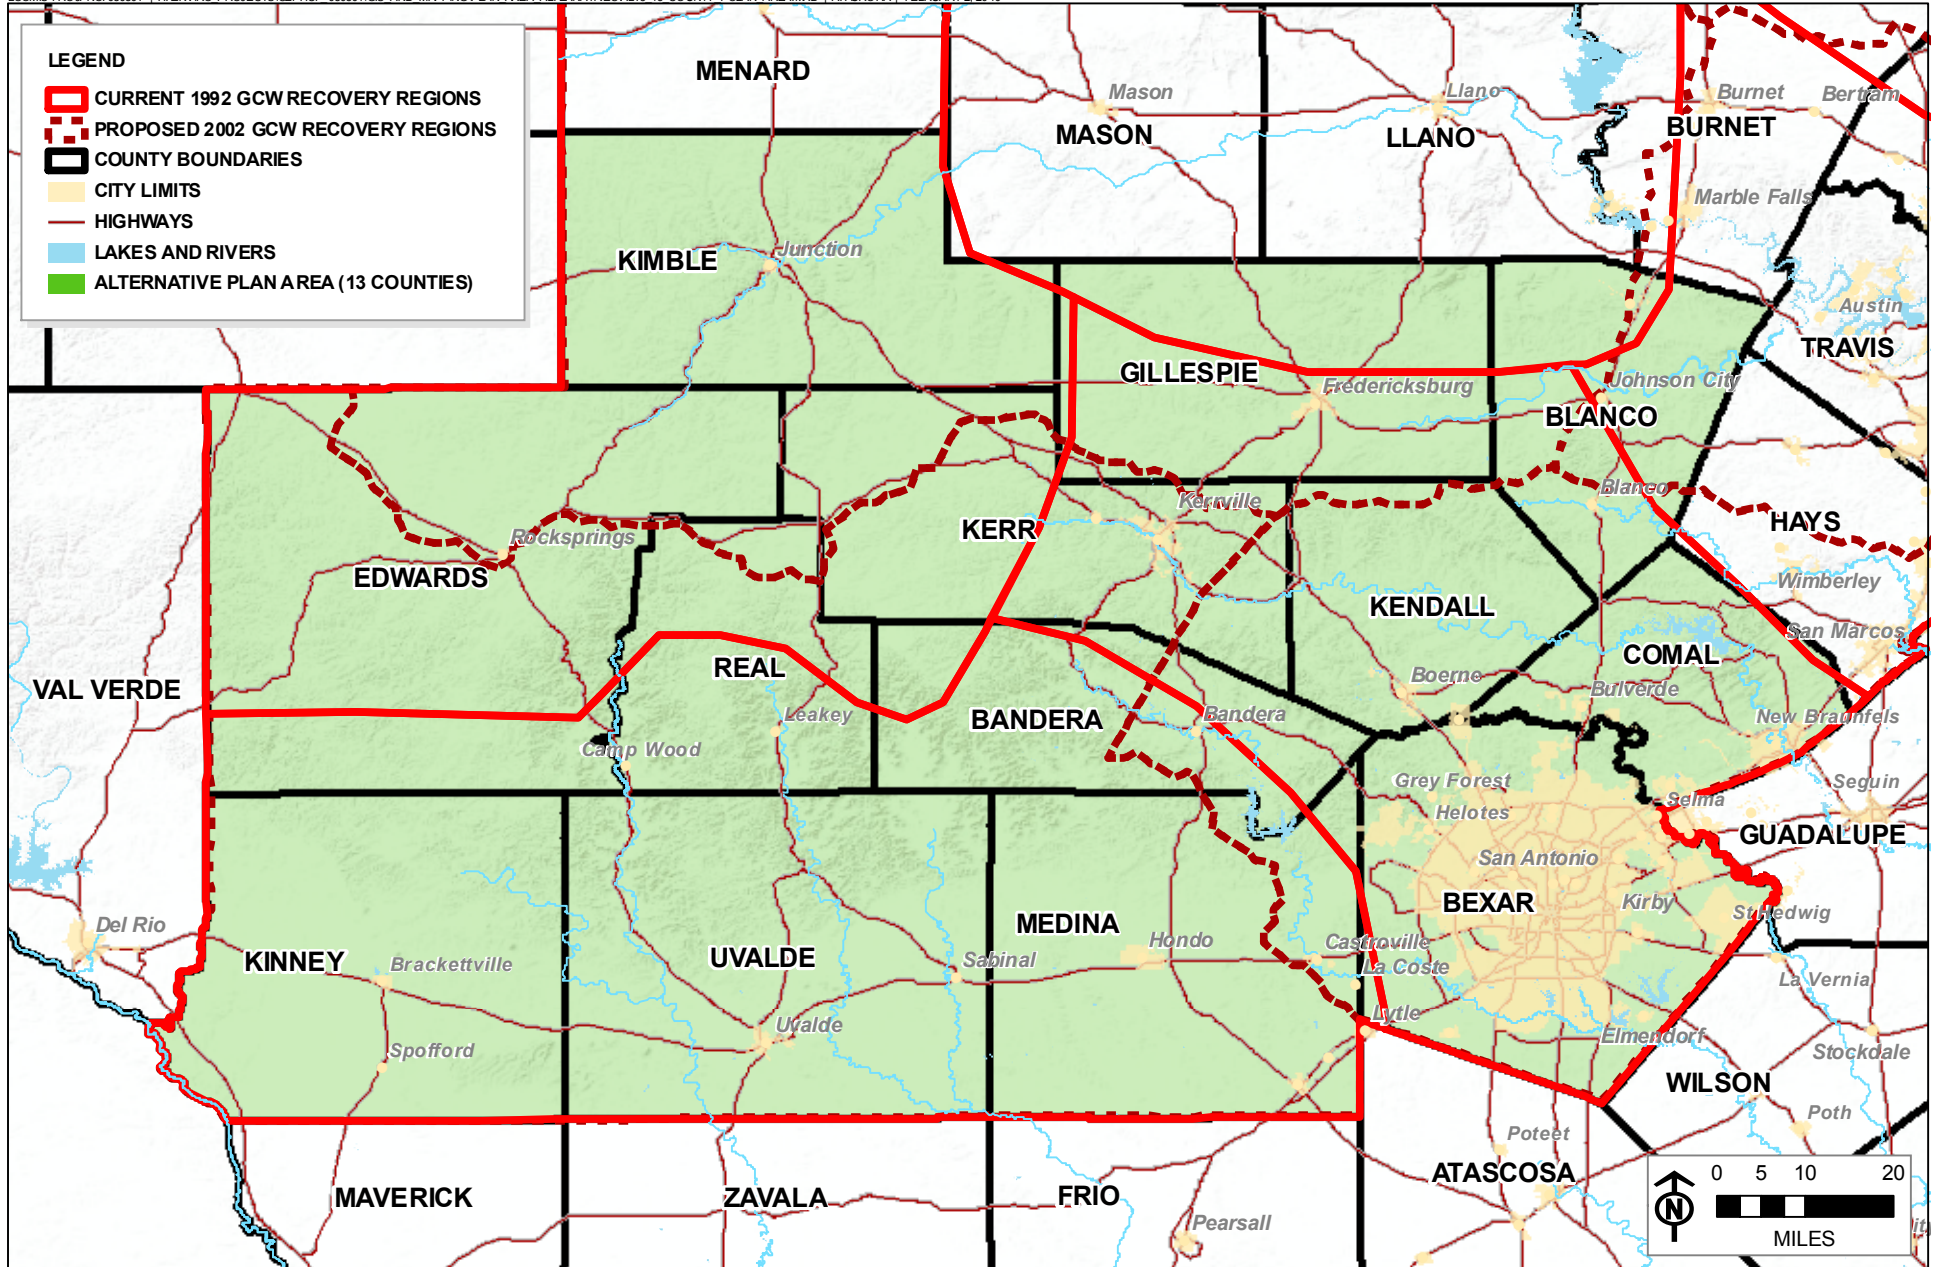 LEGEND
CURRENT 1992 GCW RECOVERY REGIONS
PROPOSED 2002 GCW RECOVERY REGIONS
COUNTY BOUNDARIES
CITY LIMITS
HIGHWAYS
LAKES AND RIVERS
ALTERNATIVE PLAN AREA (13 COUNTIES)
MENARD
Mason
MASON
Llano
LLANO
Burnet
Bertram
BURNET
Marble Falls
KIMBLE
Junction
Austin
TRAVIS
GILLESPIE
Fredericksburg
Johnson City
BLANCO
Blanco
HAYS
Kerrville
KERR
Rocksprings
EDWARDS
KENDALL
Wimberley
San Marcos
COMAL
REAL
VAL VERDE
Boerne
Bulverde
Leakey
BANDERA
Bandera
New Braunfels
Camp Wood
Grey Forest
Helotes
Selma
Seguin
GUADALUPE
San Antonio
BEXAR
Kirby
St Hedwig
Del Rio
KINNEY
Brackettville
UVALDE
Sabinal
MEDINA
Hondo
Castroville
La Coste
La Vernia
Lytle
Uvalde
Spofford
Elmendorf
Stockdale
WILSON
Poth
Poteet
ATASCOSA
MAVERICK
ZAVALA
FRIO
Pearsall
0 5 10 20
N
MILES